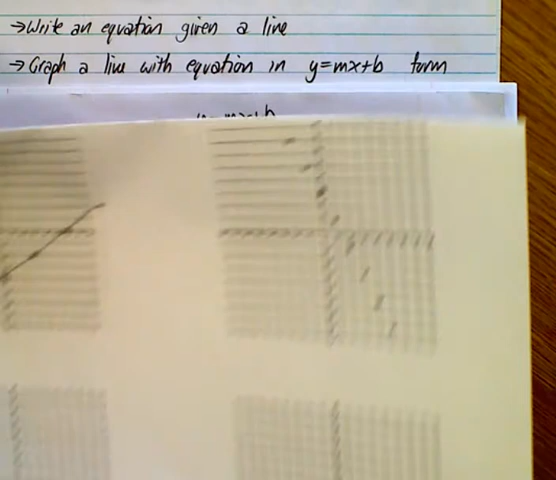 →Write an equation given a line
→Graph a line with equation in y=mx+b form